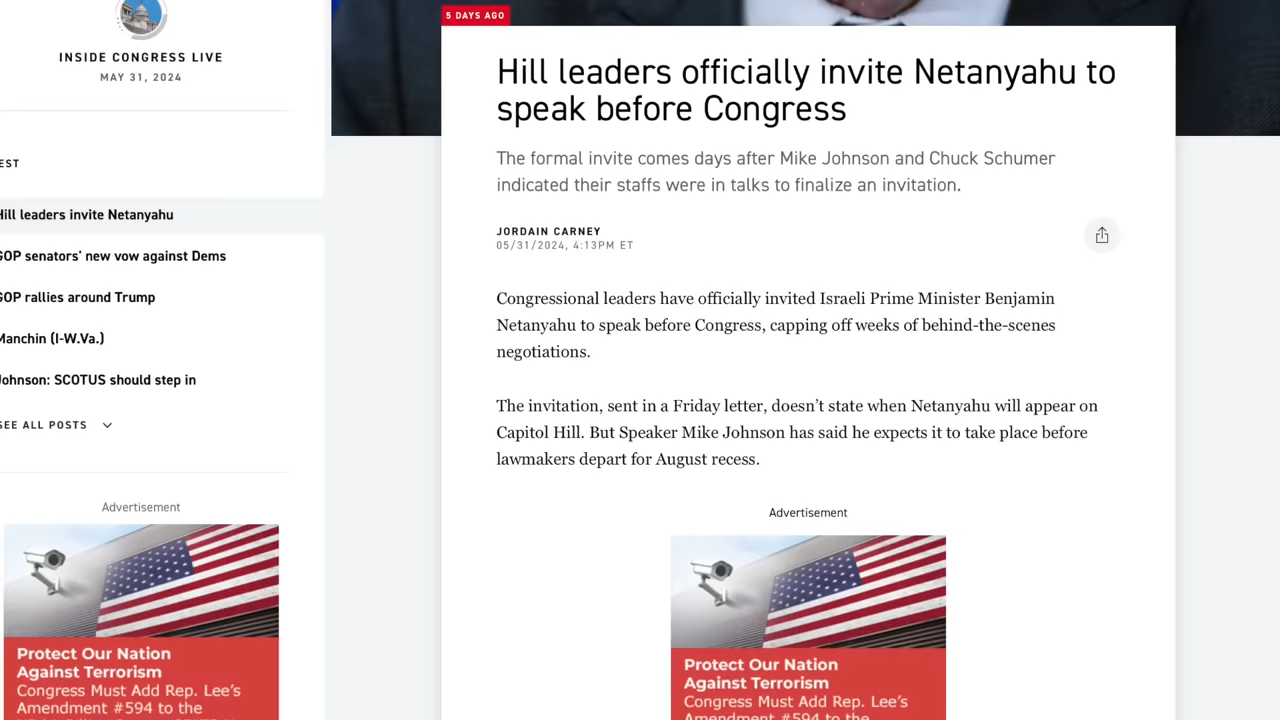 5 DAYS AGO
INSIDE CONGRESS LIVE
MAY 31, 2024
EST
Hill leaders invite Netanyahu
GOP senators' new vow against Dems
GOP rallies around Trump
Manchin (I-W.Va.)
Johnson: SCOTUS should step in
SEE ALL POSTS
Advertisement
Protect Our Nation
Against Terrorism
Congress Must Add Rep. Lee's
Amendment #594 to the
Hill leaders officially invite Netanyahu to
speak before Congress
The formal invite comes days after Mike Johnson and Chuck Schumer
indicated their staffs were in talks to finalize an invitation.
JORDAIN CARNEY
05/31/2024, 4:13PM ET
Congressional leaders have officially invited Israeli Prime Minister Benjamin
Netanyahu to speak before Congress, capping off weeks of behind-the-scenes
negotiations.
The invitation, sent in a Friday letter, doesn't state when Netanyahu will appear on
Capitol Hill. But Speaker Mike Johnson has said he expects it to take place before
lawmakers depart for August recess.
Advertisement
Protect Our Nation
Against Terrorism
Congress Must Add Rep. Lee's
Amendment #594 to the